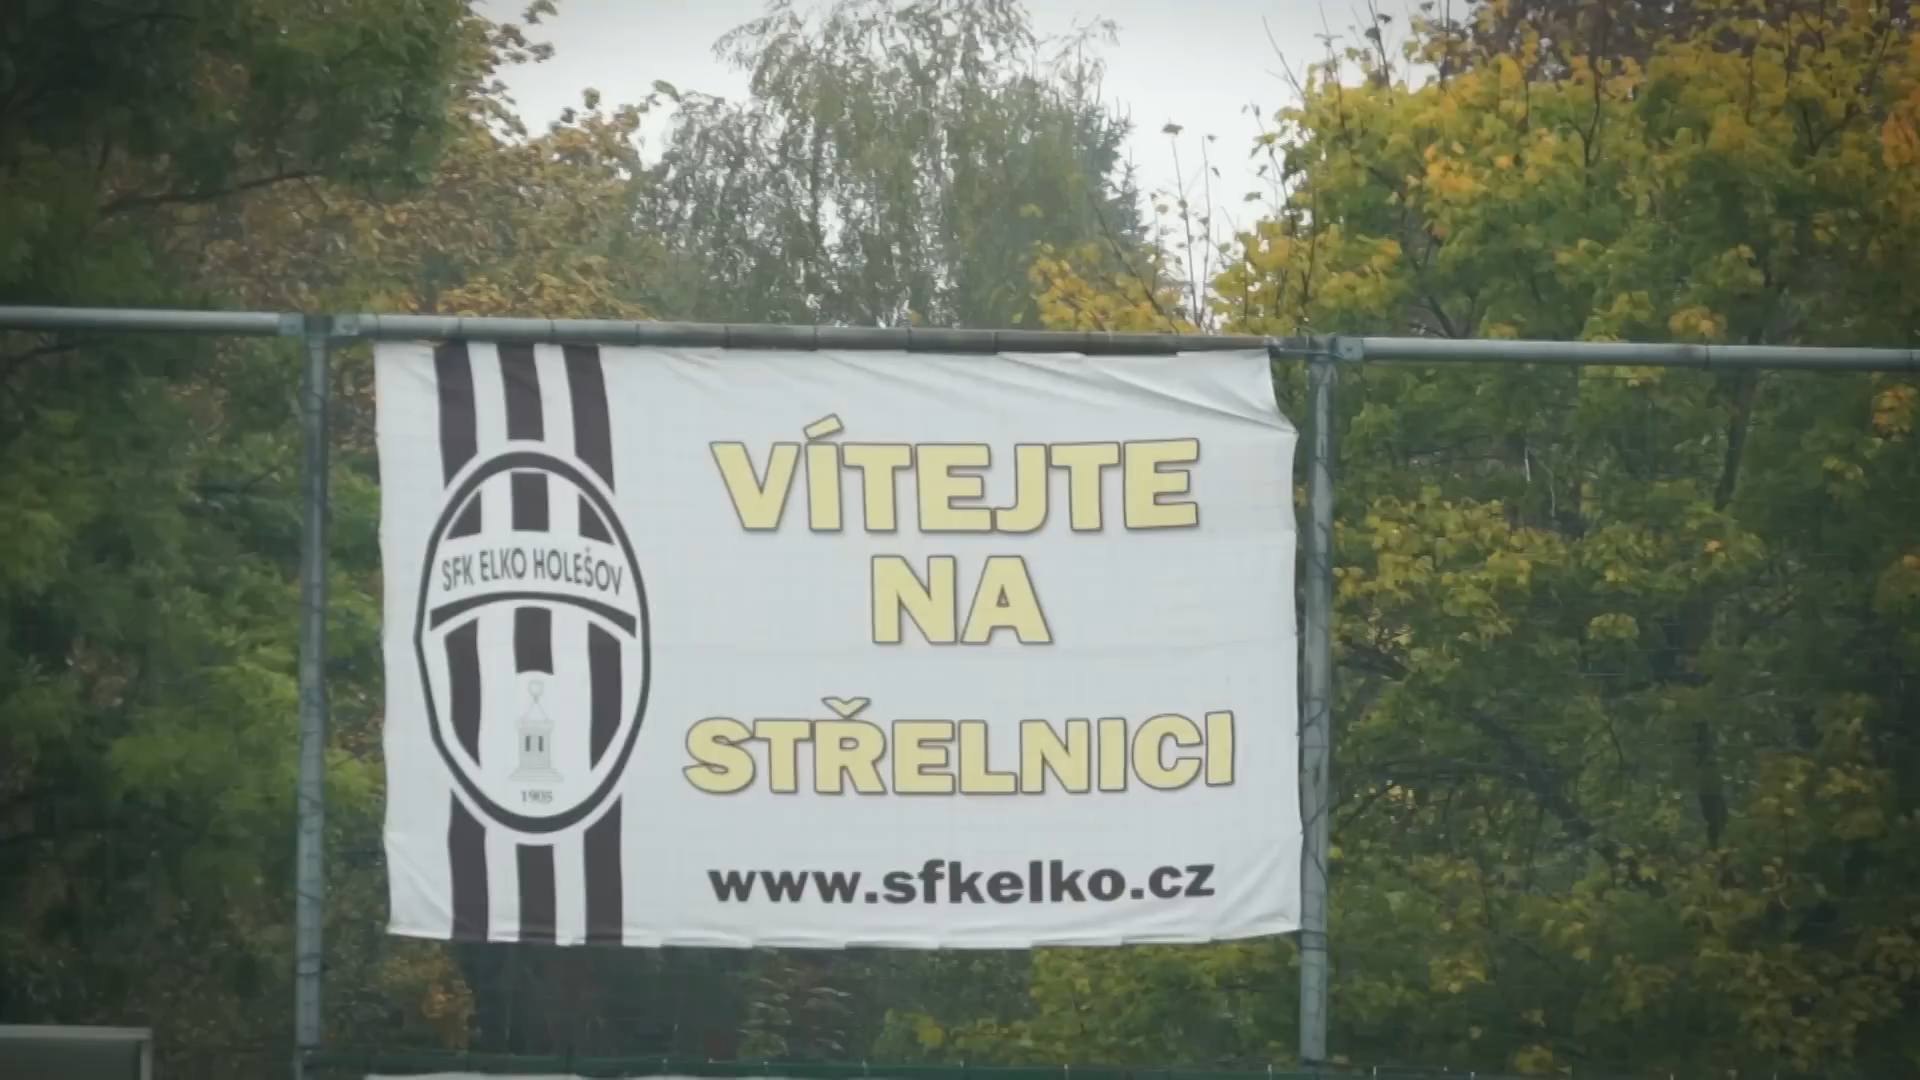 SFK ELKO HOLEŠOV
1905
VÍTEJTE
NA
STŘELNICI
www.sfkelko.cz